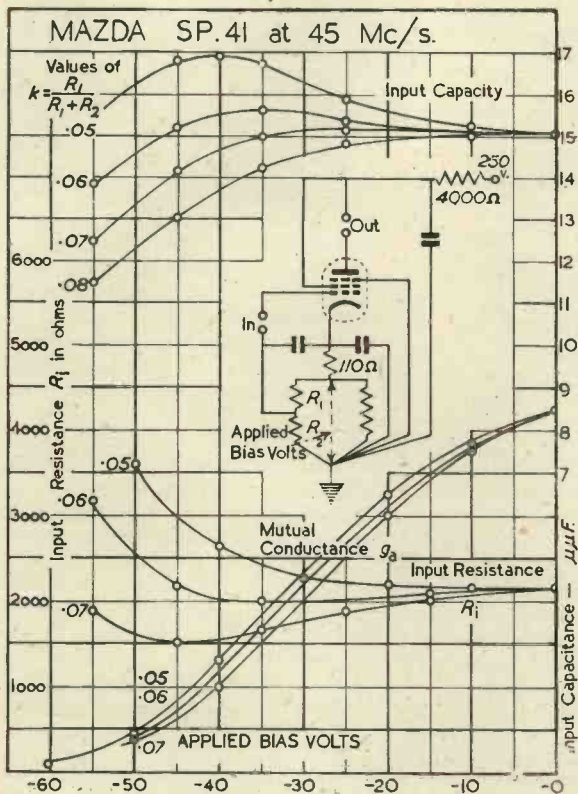 MAZDA SP.41 at 45 Mc/s.
Values of
k = R1 / R1 + R2
.05
.06
.07
.08
Input Capacity
250 v.
4000Ω
Out
In
110Ω
R1
R2
Applied
Bias Volts
Input Resistance Ri in ohms
6000
5000
4000
3000
2000
1000
.05
.06
.07
Mutual
Conductance ga
Input Resistance
Ri
.05
.06
.07
APPLIED BIAS VOLTS
17
16
15
14
13
12
11
10
9
8
7
6
5
Input Capacitance — μμF.
-60
-50
-40
-30
-20
-10
-0